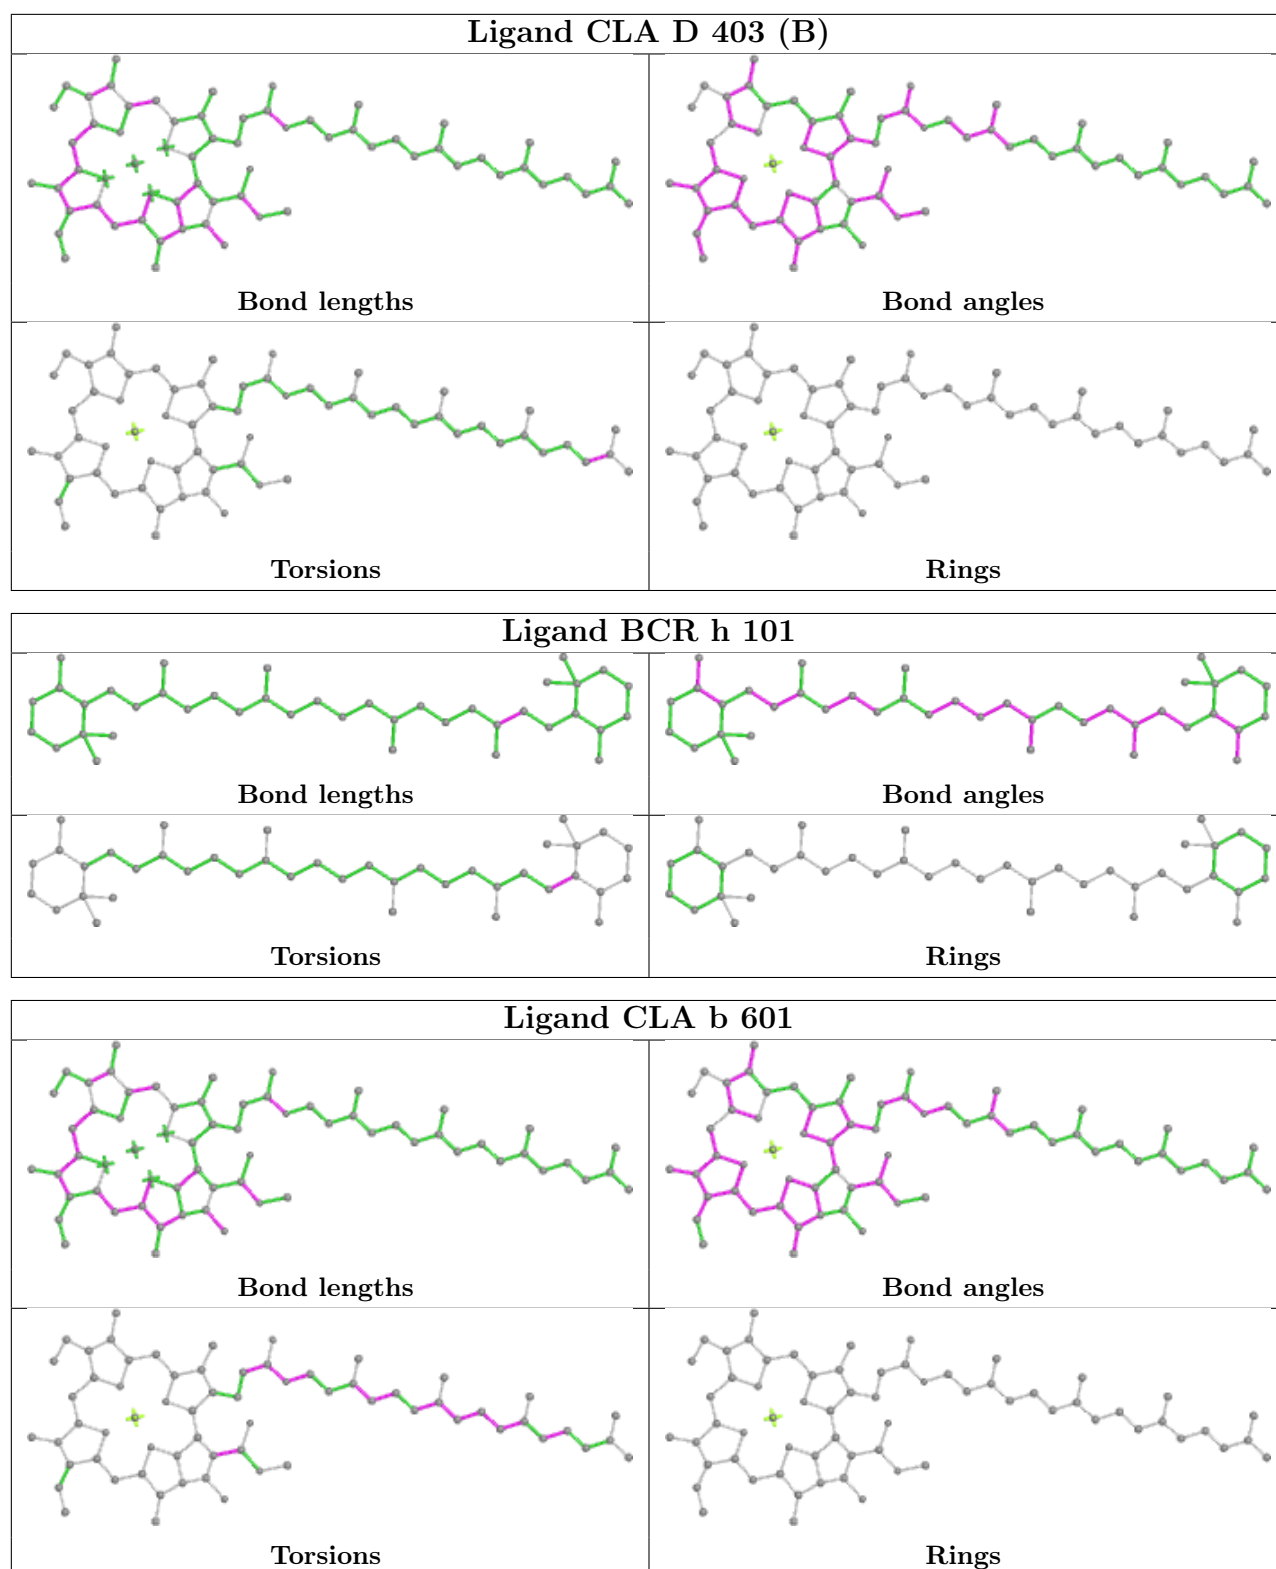 Ligand CLA D 403 (B)
Bond lengths
Bond angles
Torsions
Rings
Ligand BCR h 101
Bond lengths
Bond angles
Torsions
Rings
Ligand CLA b 601
Bond lengths
Bond angles
Torsions
Rings